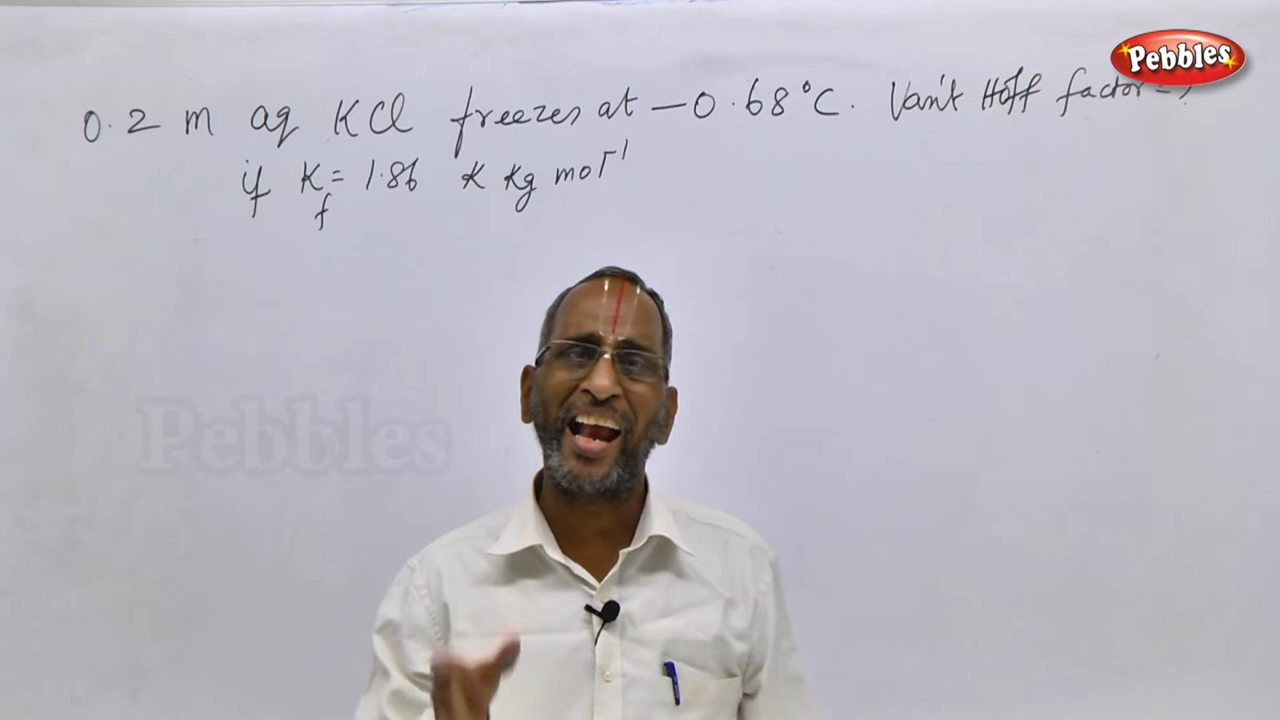 Pebbles
0.2 m aq KCl freezes at -0.68°C. Van't Hoff factor = ?
if Kf = 1.86 K Kg mol-1
Pebbles